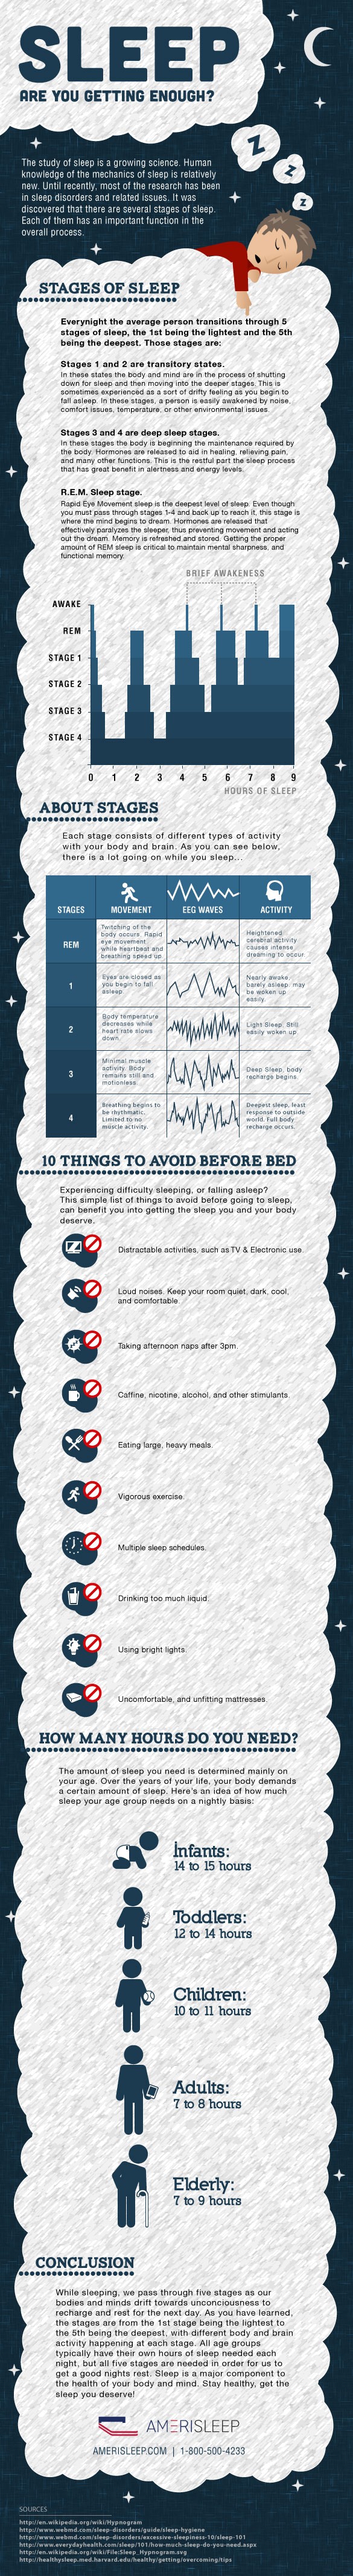 SLEEP
ARE YOU GETTING ENOUGH?
Z
Z
Z
The study of sleep is a growing science. Human
knowledge of the mechanics of sleep is relatively
new. Until recently, most of the research has been
in sleep disorders and related issues. It was
discovered that there are several stages of sleep.
Each of them has an important function in the
overall process.
STAGES OF SLEEP
Everynight the average person transitions through 5
stages of sleep, the 1st being the lightest and the 5th
being the deepest. Those stages are:
Stages 1 and 2 are transitory states.
In these states the body and mind are in the process of shutting
down for sleep and then moving into the deeper stages. This is
sometimes experienced as a sort of drifty feeling as you begin to
fall asleep. In these stages, a person is easily awakened by noise,
comfort issues, temperature, or other environmental issues.
Stages 3 and 4 are deep sleep stages.
In these stages the body is beginning the maintenance required by
the body. Hormones are released to aid in healing, relieving pain,
and many other functions. This is the restful part the sleep process
that has great benefit in alertness and energy levels.
R.E.M. Sleep stage.
Rapid Eye Movement sleep is the deepest level of sleep. Even though
you must pass through stages 1-4 and back up to reach it, this stage is
where the mind begins to dream. Hormones are released that
effectively paralyzes the sleeper, thus preventing movement and acting
out the dream. Memory is refreshed and stored. Getting the proper
amount of REM sleep is critical to maintain mental sharpness, and
functional memory.
BRIEF AWAKENESS
AWAKE
REM
STAGE 1
STAGE 2
STAGE 3
STAGE 4
0 1 2 3 4 5 6 7 8 9
HOURS OF SLEEP
ABOUT STAGES
Each stage consists of different types of activity
with your body and brain. As you can see below,
there is a lot going on while you sleep...
STAGES MOVEMENT EEG WAVES ACTIVITY
REM
Twitching of the
body occurs. Rapid
eye movement,
while heartbeat and
breathing speed up.
Heightened
cerebral activity
causes intense
dreaming to occur.
1
Eyes are closed as
you begin to fall
asleep.
Nearly awake,
barely asleep, may
be woken up
easily.
2
Body temperature
decreases while
heart rate slows
down.
Light Sleep, Still
easily woken up.
3
Minimal muscle
activity. Body
remains still and
motionless.
Deep Sleep, body
recharge begins.
4
Breathing begins to
be rhythmatic.
Limited to no
muscle activity.
Deepest sleep, least
response to outside
world. Full body
recharge occurs.
10 THINGS TO AVOID BEFORE BED
Experiencing difficulty sleeping, or falling asleep?
This simple list of things to avoid before going to sleep,
can benefit you into getting the sleep you and your body
deserve.
Distractable activities, such as TV & Electronic use.
Loud noises. Keep your room quiet, dark, cool,
and comfortable.
Taking afternoon naps after 3pm.
Caffine, nicotine, alcohol, and other stimulants.
Eating large, heavy meals.
Vigorous exercise.
Multiple sleep schedules.
Drinking too much liquid.
Using bright lights.
Uncomfortable, and unfitting mattresses.
HOW MANY HOURS DO YOU NEED?
The amount of sleep you need is determined mainly on
your age. Over the years of your life, your body demands
a certain amount of sleep. Here's an idea of how much
sleep your age group needs on a nightly basis:
Infants:
14 to 15 hours
Toddlers:
12 to 14 hours
Children:
10 to 11 hours
Adults:
7 to 8 hours
Elderly:
7 to 9 hours
CONCLUSION
While sleeping, we pass through five stages as our
bodies and minds drift towards unconciousness to
recharge and rest for the next day. As you have learned,
the stages are from the 1st stage being the lightest to
the 5th being the deepest, with different body and brain
activity happening at each stage. All age groups
typically have their own hours of sleep needed each
night, but all five stages are needed in order for us to
get a good nights rest. Sleep is a major component to
the health of your body and mind. Stay healthy, get the
sleep you deserve!
AMERISLEEP
AMERISLEEP.COM | 1-800-500-4233
SOURCES
http://en.wikipedia.org/wiki/Hypnogram
http://www.webmd.com/sleep-disorders/guide/sleep-hygiene
http://www.webmd.com/sleep-disorders/excessive-sleepiness-10/sleep-101
http://www.everydayhealth.com/sleep/101/how-much-sleep-do-you-need.aspx
http://en.wikipedia.org/wiki/File:Sleep_Hypnogram.svg
http://healthysleep.med.harvard.edu/healthy/getting/overcoming/tips